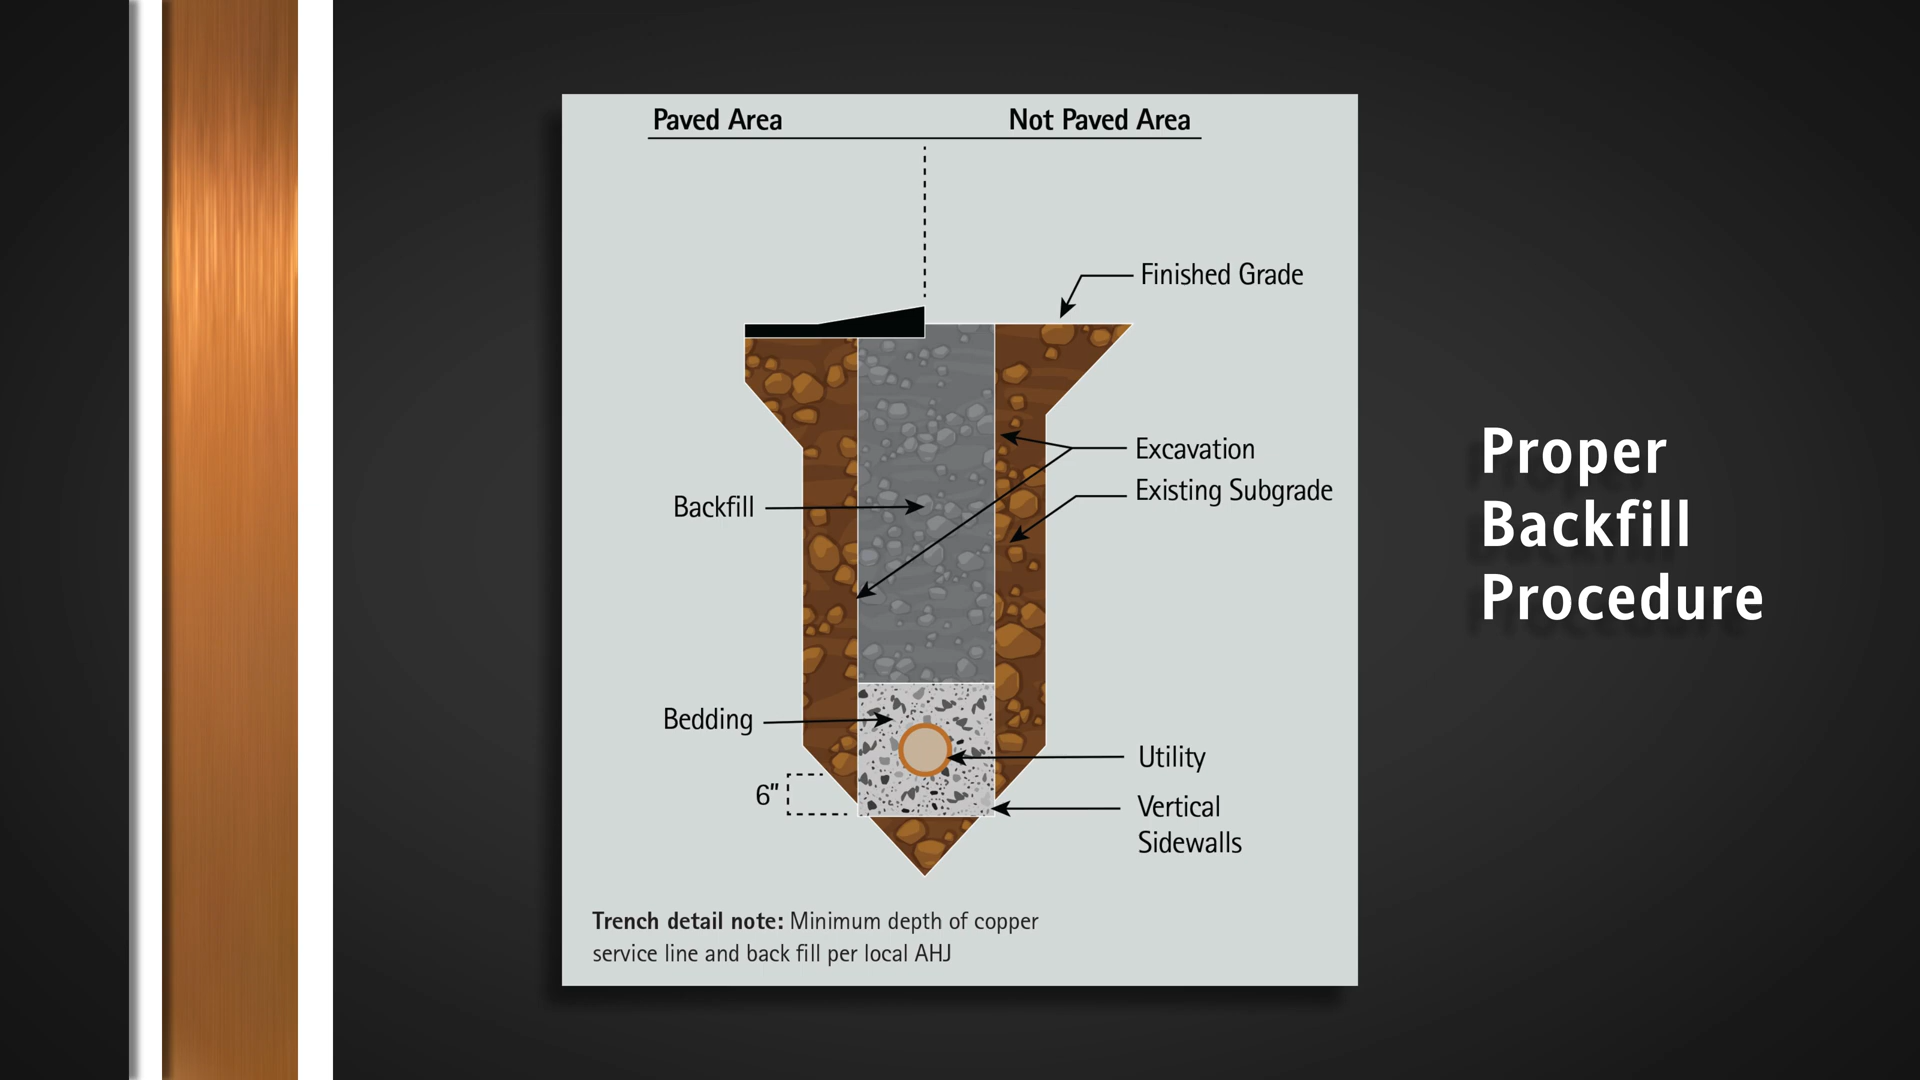 Paved Area
Not Paved Area
Finished Grade
Excavation
Existing Subgrade
Backfill
Bedding
Utility
6"
Vertical
Sidewalls
Trench detail note: Minimum depth of copper
service line and back fill per local AHJ
Proper
Backfill
Procedure